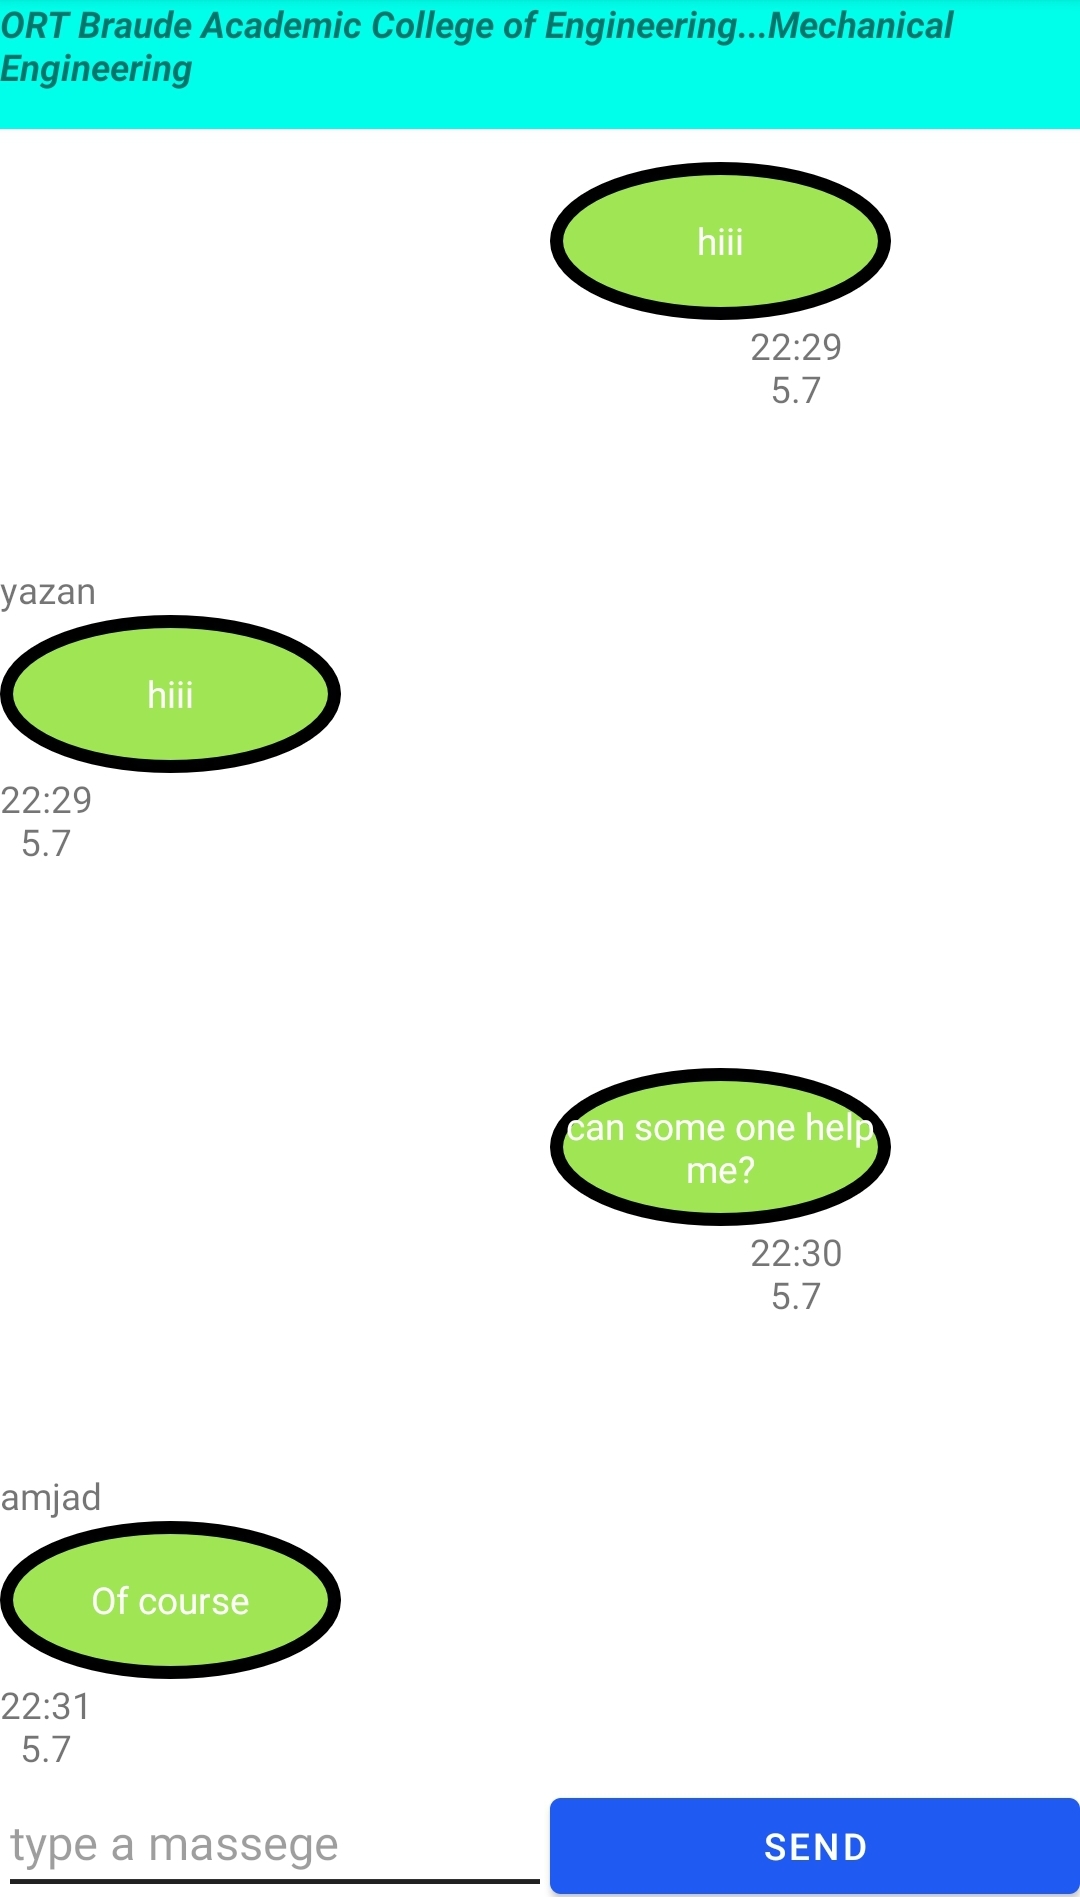 ORT Braude Academic College of Engineering...Mechanical
Engineering
hiii
22:29
5.7
yazan
hiii
22:29
5.7
can some one help
me?
22:30
5.7
amjad
Of course
22:31
5.7
type a massege
SEND